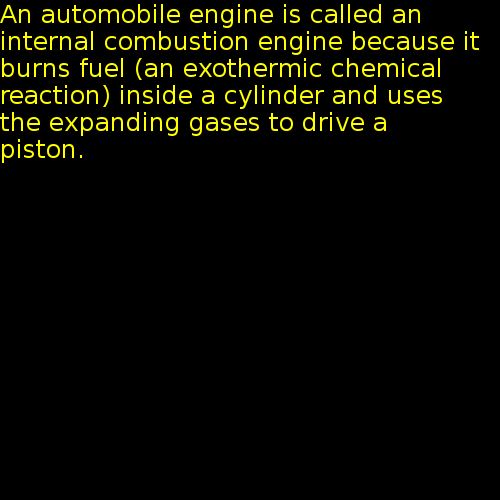 An automobile engine is called an
internal combustion engine because it
burns fuel (an exothermic chemical
reaction) inside a cylinder and uses
the expanding gases to drive a
piston.